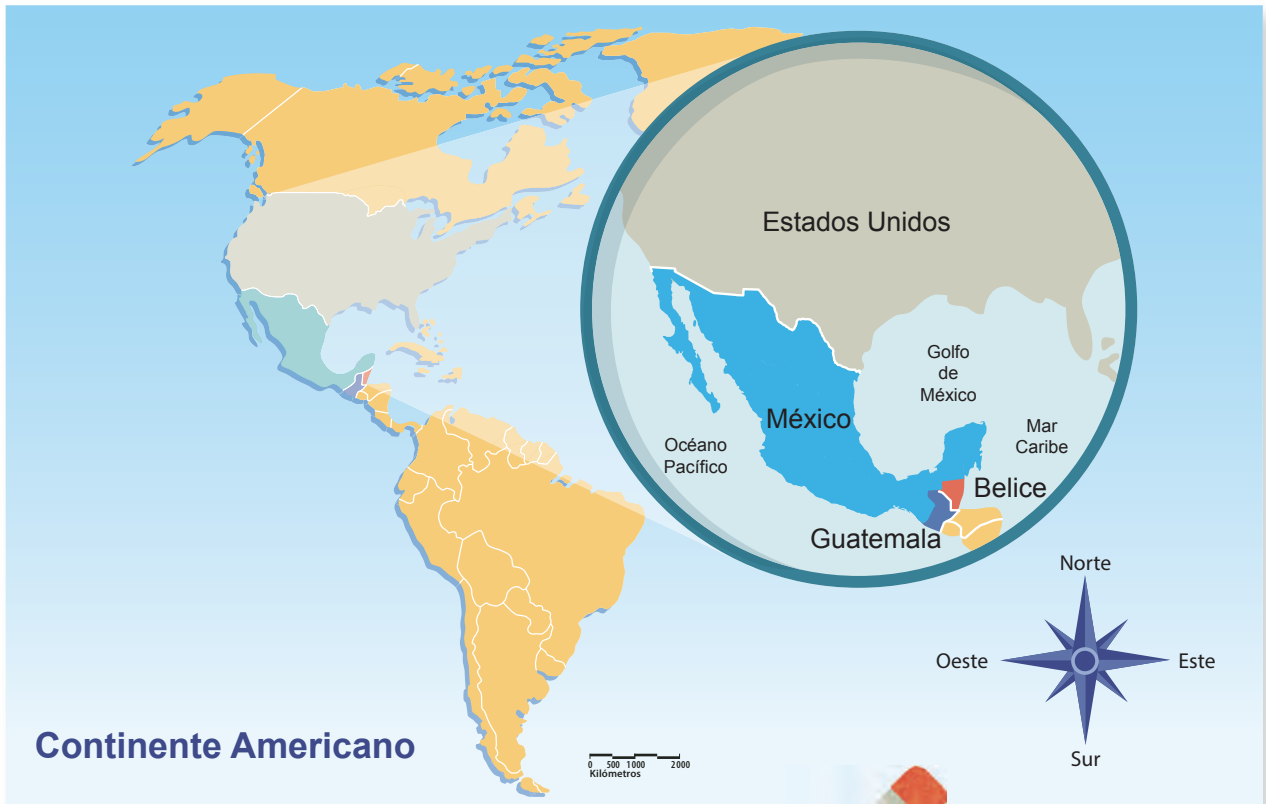 Estados Unidos
Golfo
de
México
México
Mar
Caribe
Océano
Pacífico
Belice
Guatemala
Norte
Oeste
Este
Sur
Continente Americano
0 500 1000 2000
Kilómetros